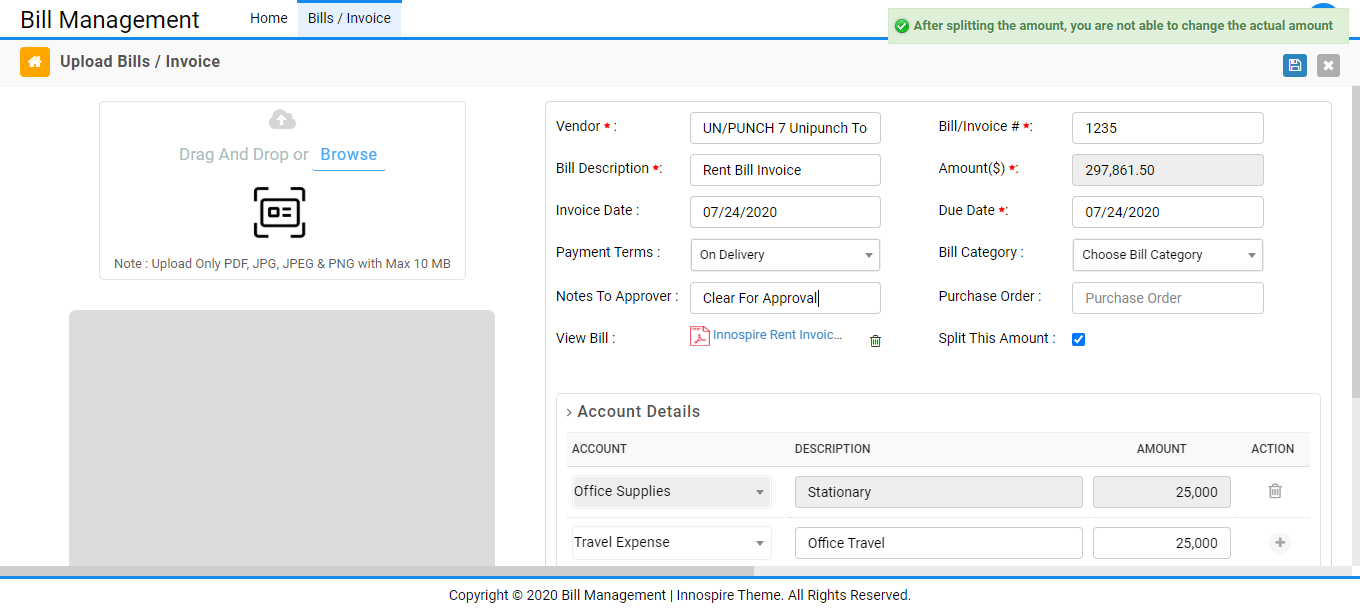 Bill Management
Home
Bills / Invoice
After splitting the amount, you are not able to change the actual amount
Upload Bills / Invoice
Drag And Drop or Browse
Note : Upload Only PDF, JPG, JPEG & PNG with Max 10 MB
Vendor * : UN/PUNCH 7 Unipunch To
Bill/Invoice # *: 1235
Bill Description *: Rent Bill Invoice
Amount($) *: 297,861.50
Invoice Date : 07/24/2020
Due Date *: 07/24/2020
Payment Terms : On Delivery
Bill Category : Choose Bill Category
Notes To Approver : Clear For Approval
Purchase Order : Purchase Order
View Bill : Innospire Rent Invoic...
Split This Amount :
Account Details
ACCOUNT DESCRIPTION AMOUNT ACTION
Office Supplies Stationary 25,000
Travel Expense Office Travel 25,000
Copyright © 2020 Bill Management | Innospire Theme. All Rights Reserved.